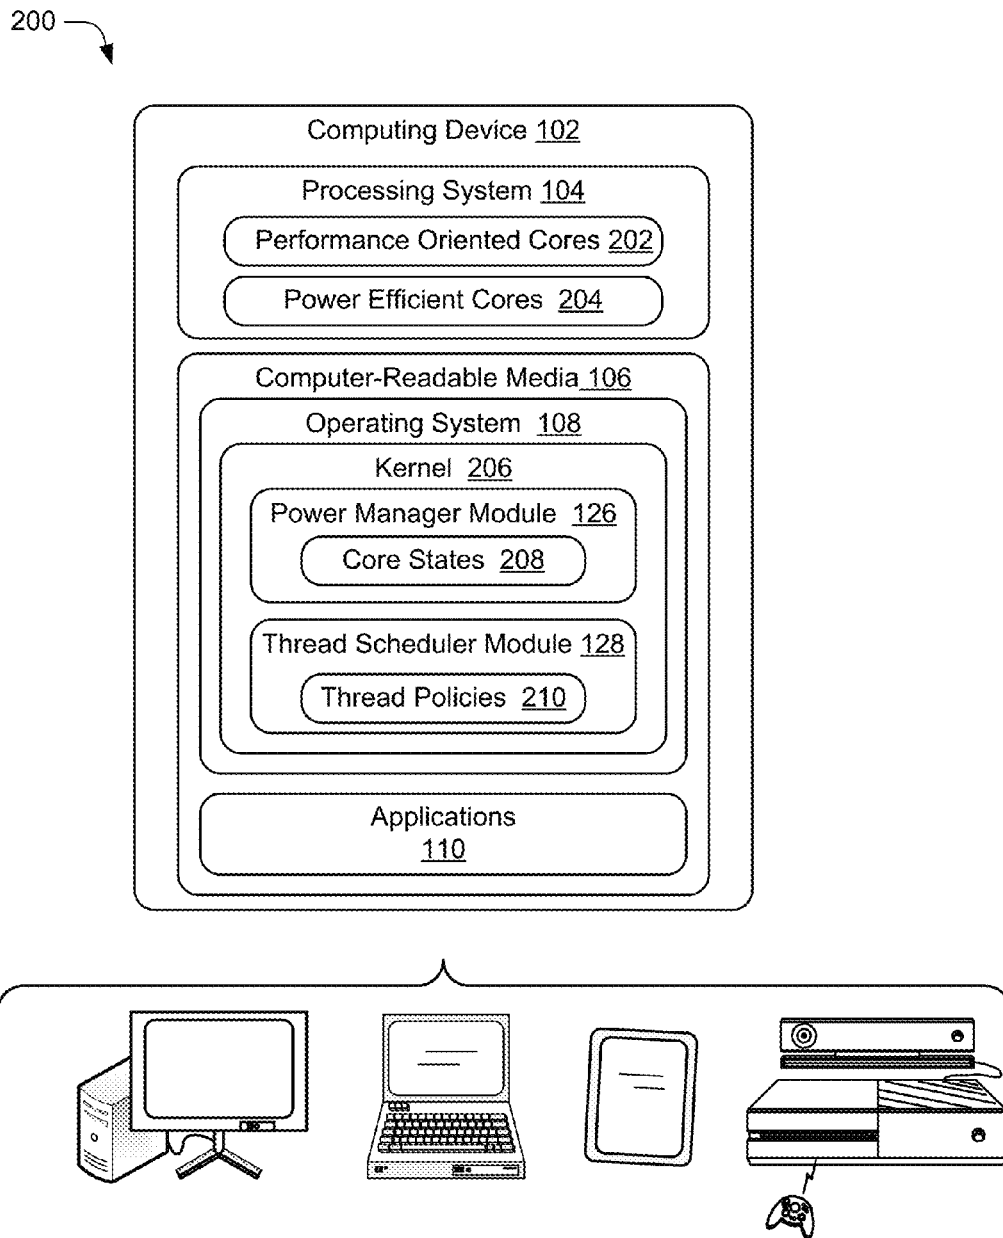 200
Computing Device 102
Processing System 104
Performance Oriented Cores 202
Power Efficient Cores 204
Computer-Readable Media 106
Operating System 108
Kernel 206
Power Manager Module 126
Core States 208
Thread Scheduler Module 128
Thread Policies 210
Applications
110